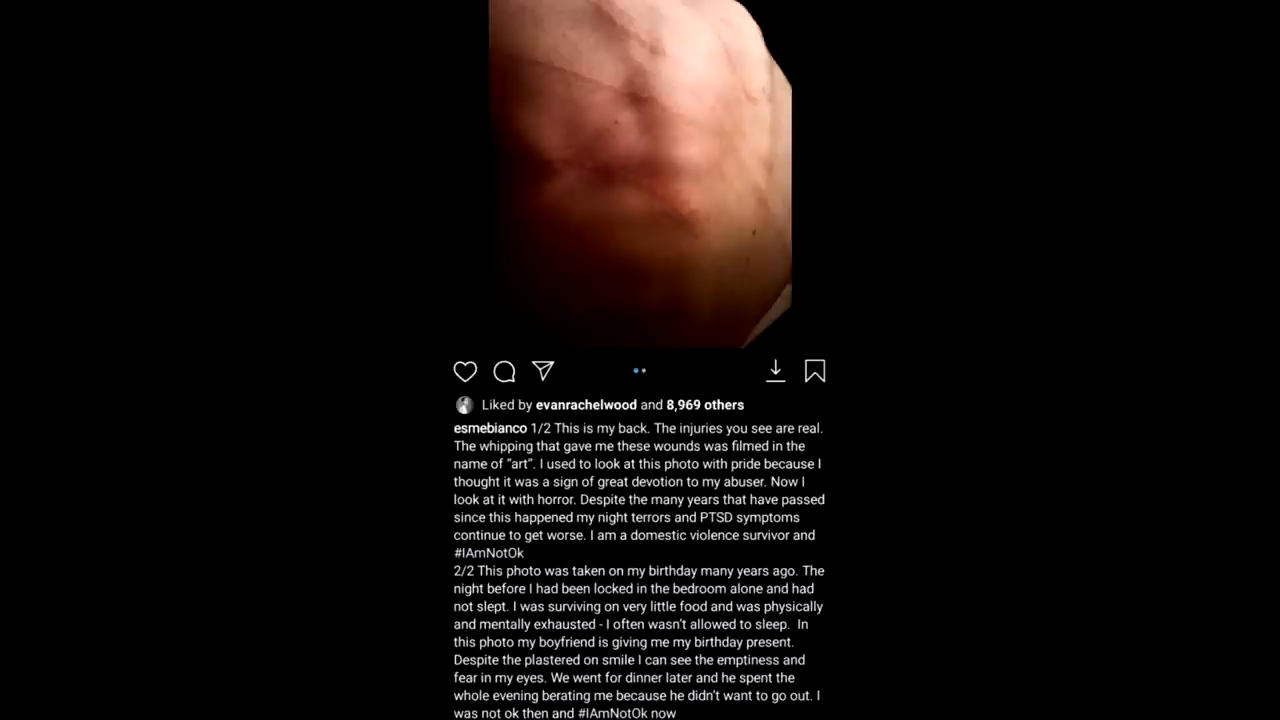 Liked by evanrachelwood and 8,969 others
esmebianco 1/2 This is my back. The injuries you see are real.
The whipping that gave me these wounds was filmed in the
name of "art". I used to look at this photo with pride because I
thought it was a sign of great devotion to my abuser. Now I
look at it with horror. Despite the many years that have passed
since this happened my night terrors and PTSD symptoms
continue to get worse. I am a domestic violence survivor and
#IAmNotOk
2/2 This photo was taken on my birthday many years ago. The
night before I had been locked in the bedroom alone and had
not slept. I was surviving on very little food and was physically
and mentally exhausted - I often wasn't allowed to sleep. In
this photo my boyfriend is giving me my birthday present.
Despite the plastered on smile I can see the emptiness and
fear in my eyes. We went for dinner later and he spent the
whole evening berating me because he didn't want to go out. I
was not ok then and #IAmNotOk now